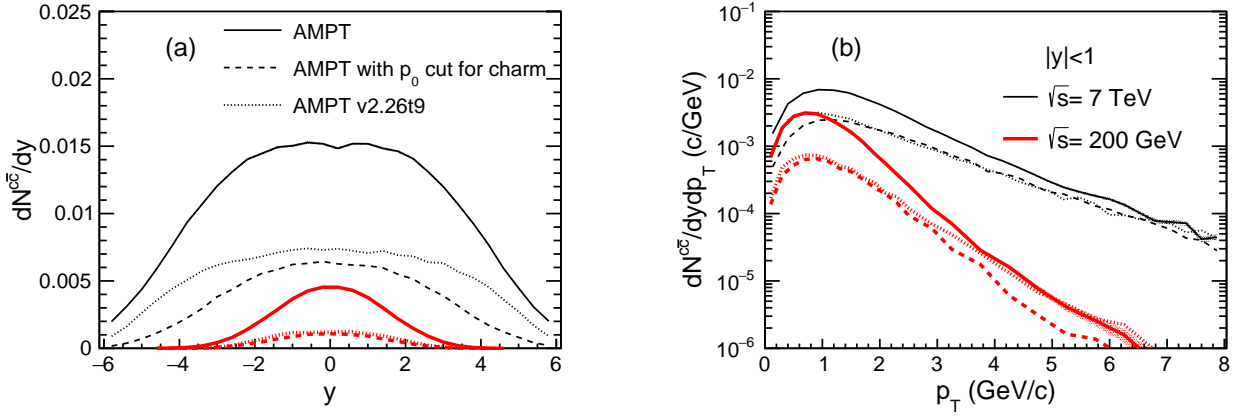 0.025
0.02
0.015
0.01
0.005
0
dN^{cc̄}/dy
(a)
AMPT
AMPT with p_0 cut for charm
AMPT v2.26t9
−6 −4 −2 0 2 4 6
y
10^{−1}
10^{−2}
10^{−3}
10^{−4}
10^{−5}
10^{−6}
dN^{cc̄}/dydp_T (c/GeV)
(b)
|y|<1
√s= 7 TeV
√s= 200 GeV
0 1 2 3 4 5 6 7 8
p_T (GeV/c)